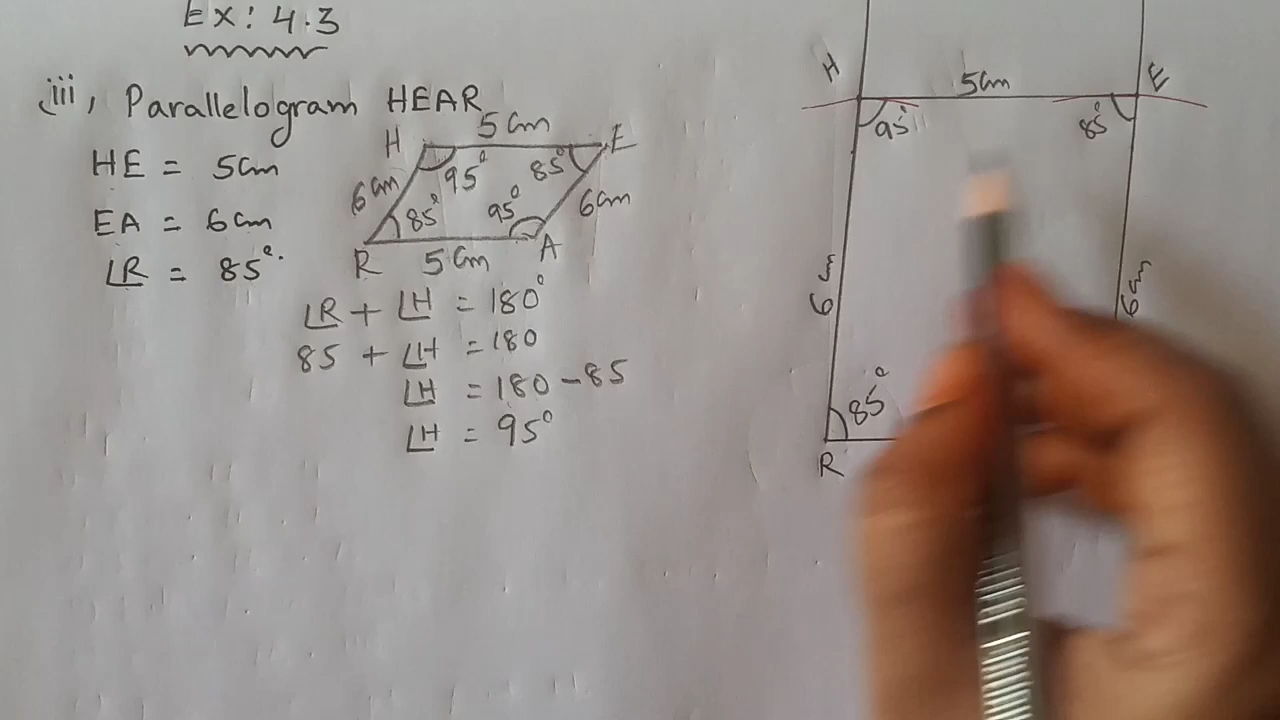 Ex: 4.3
iii, Parallelogram HEAR
HE = 5cm
EA = 6cm
∠R = 85°.
H 5cm E
6cm 95° 85° 6cm
85° 95°
R 5cm A
∠R + ∠H = 180°
85 + ∠H = 180
∠H = 180 - 85
∠H = 95°
H 5cm E
95° 85°
6cm 6cm
85°
R